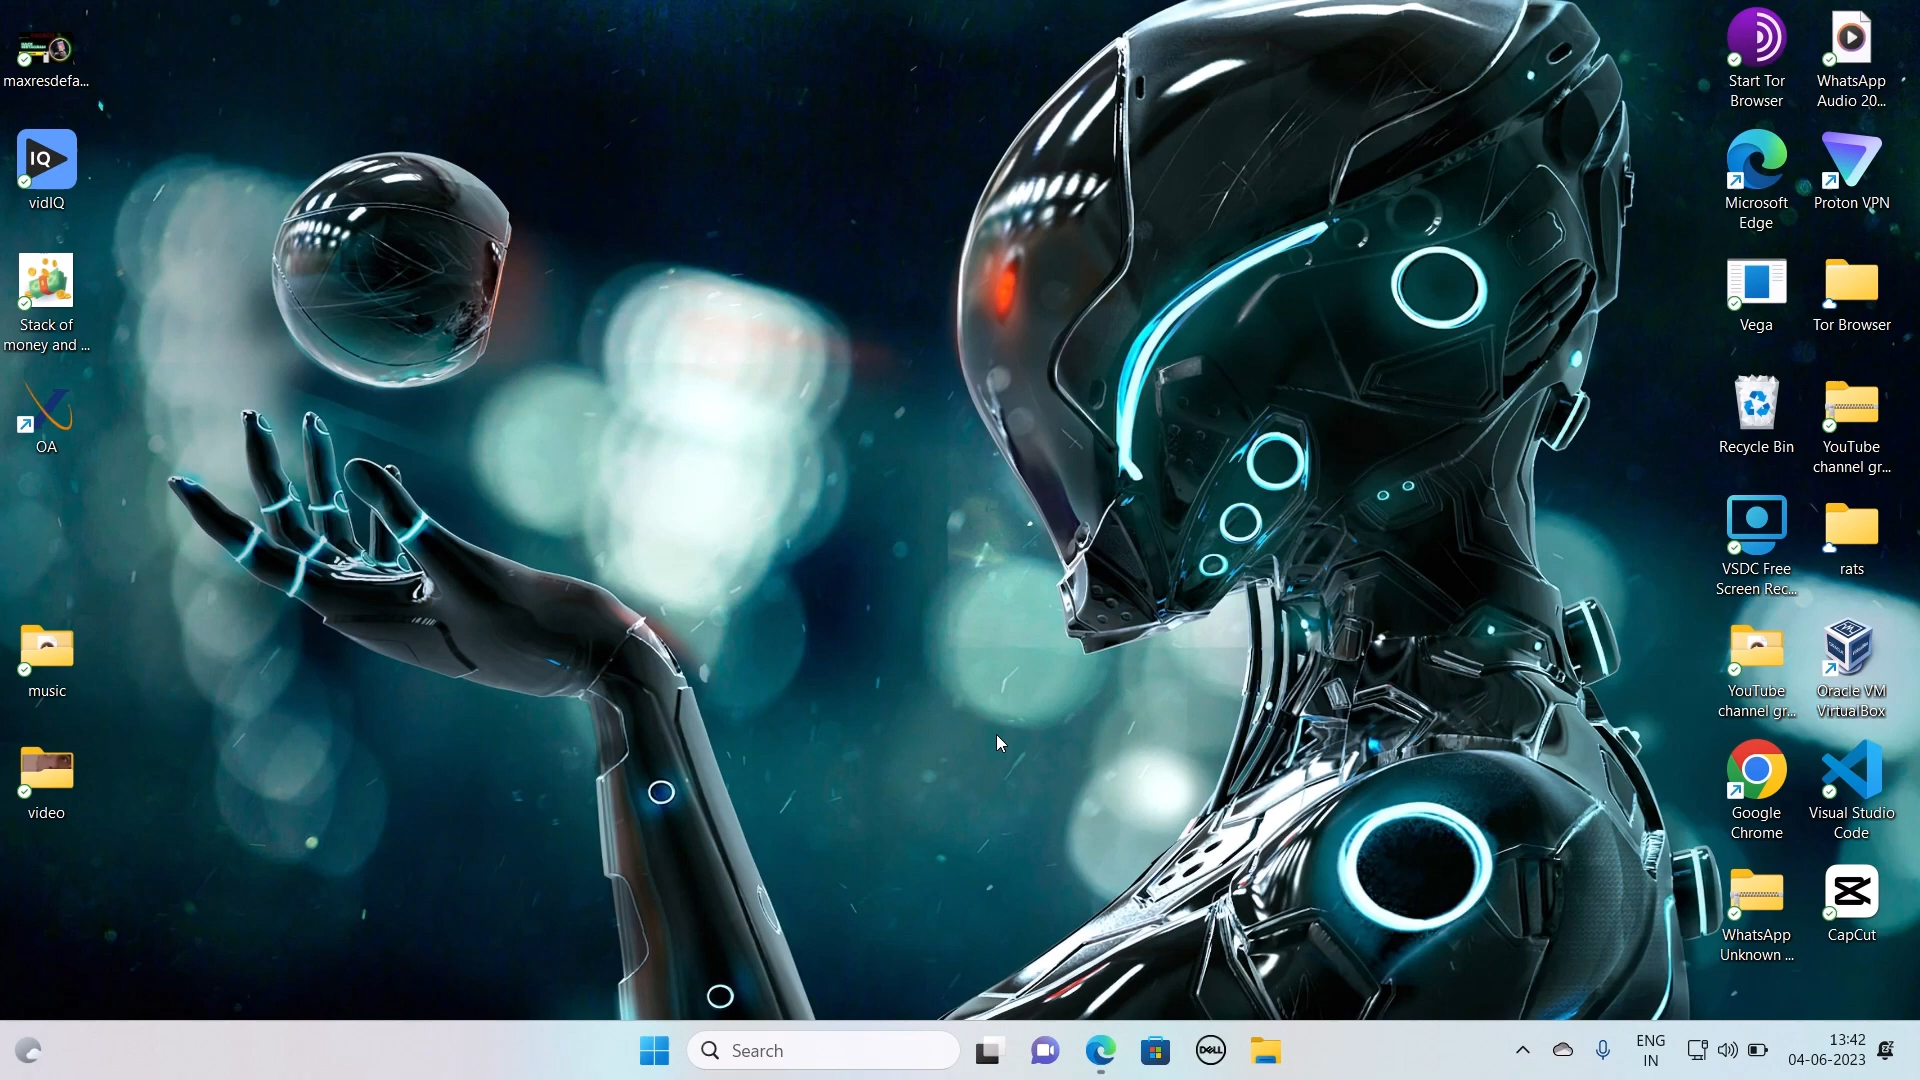 maxresdefa...
IQ
vidIQ
Stack of
money and ...
OA
music
video
Start Tor
Browser
WhatsApp
Audio 20...
Microsoft
Edge
Proton VPN
Vega
Tor Browser
Recycle Bin
YouTube
channel gr...
VSDC Free
Screen Rec...
rats
YouTube
channel gr...
Oracle VM
VirtualBox
Google
Chrome
Visual Studio
Code
WhatsApp
Unknown ...
CapCut
Search
DELL
ENG
IN
13:42
04-06-2023